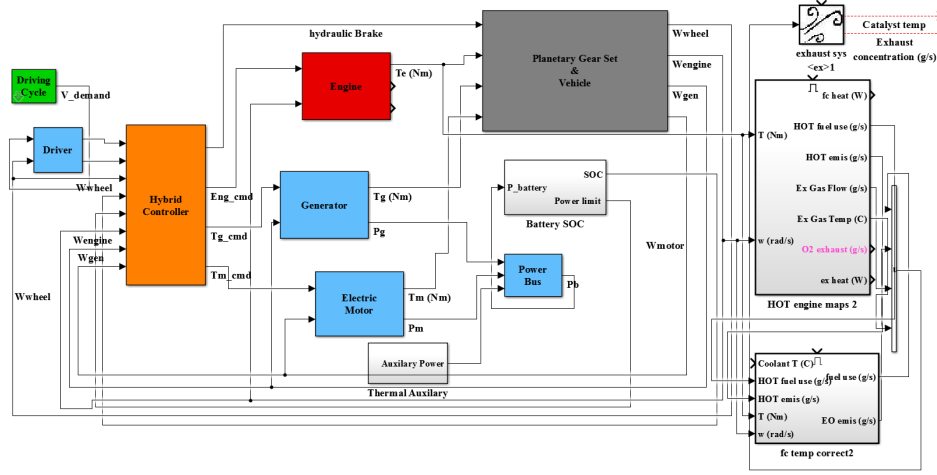 hydraulic Brake
Driving
Cycle
V_demand
Driver
Wwheel
Wengine
Wgen
Wwheel
Hybrid
Controller
Eng_cmd
Tg_cmd
Tm_cmd
Engine
Te (Nm)
Generator
Tg (Nm)
Pg
Electric
Motor
Tm (Nm)
Pm
Auxilary Power
Thermal Auxilary
Planetary Gear Set
&
Vehicle
Wwheel
Wengine
Wgen
Wmotor
P_battery
SOC
Power limit
Battery SOC
Power
Bus
Pb
exhaust sys
<ex>1
Catalyst temp
Exhaust
concentration (g/s)
T (Nm)
w (rad/s)
fc heat (W)
HOT fuel use (g/s)
HOT emis (g/s)
Ex Gas Flow (g/s)
Ex Gas Temp (C)
O2 exhaust (g/s)
ex heat (W)
HOT engine maps 2
Coolant T (C)
HOT fuel use (g/s)
HOT emis (g/s)
T (Nm)
w (rad/s)
fuel use (g/s)
EO emis (g/s)
fc temp correct2